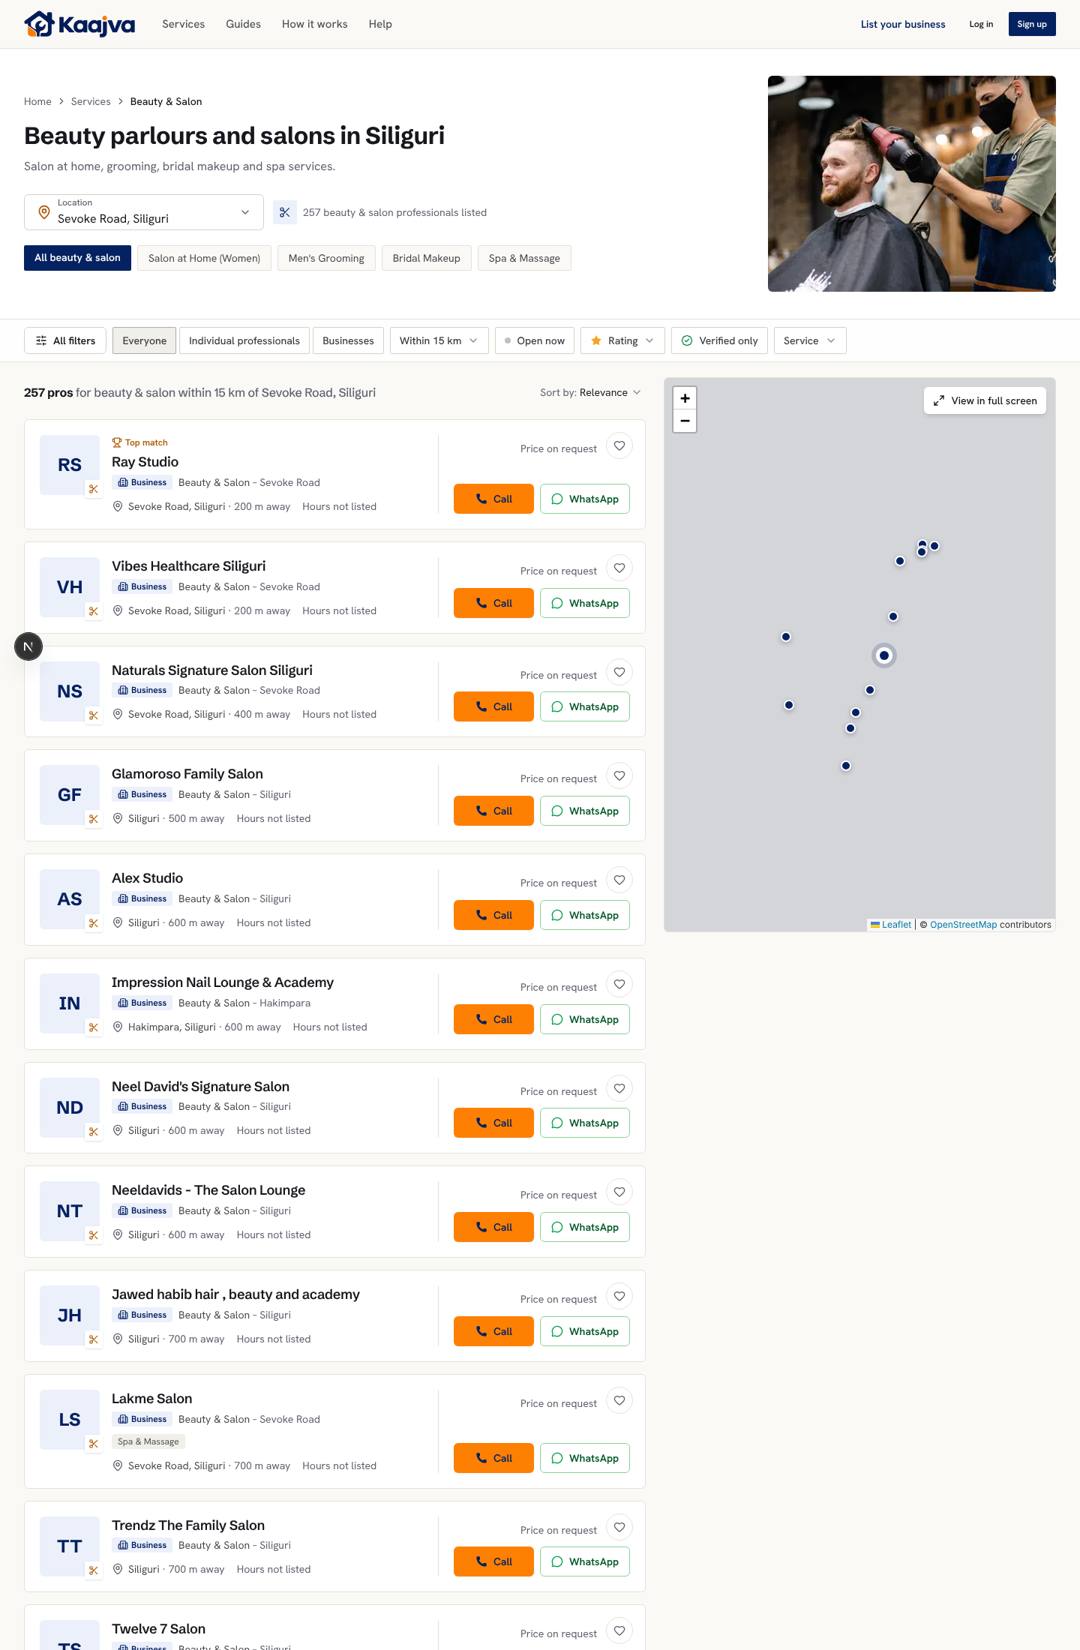 Kaajva
Services Guides How it works Help
List your business Log in Sign up
Home > Services > Beauty & Salon
Beauty parlours and salons in Siliguri
Salon at home, grooming, bridal makeup and spa services.
Location
Sevoke Road, Siliguri
257 beauty & salon professionals listed
All beauty & salon Salon at Home (Women) Men's Grooming Bridal Makeup Spa & Massage
All filters Everyone Individual professionals Businesses Within 15 km Open now Rating Verified only Service
257 pros for beauty & salon within 15 km of Sevoke Road, Siliguri
Sort by: Relevance
RS
Top match
Ray Studio
Business Beauty & Salon – Sevoke Road
Sevoke Road, Siliguri · 200 m away Hours not listed
Price on request
Call WhatsApp
VH
Vibes Healthcare Siliguri
Business Beauty & Salon – Sevoke Road
Sevoke Road, Siliguri · 200 m away Hours not listed
Price on request
Call WhatsApp
N
NS
Naturals Signature Salon Siliguri
Business Beauty & Salon – Sevoke Road
Sevoke Road, Siliguri · 400 m away Hours not listed
Price on request
Call WhatsApp
GF
Glamoroso Family Salon
Business Beauty & Salon – Siliguri
Siliguri · 500 m away Hours not listed
Price on request
Call WhatsApp
AS
Alex Studio
Business Beauty & Salon – Siliguri
Siliguri · 600 m away Hours not listed
Price on request
Call WhatsApp
IN
Impression Nail Lounge & Academy
Business Beauty & Salon – Hakimpara
Hakimpara, Siliguri · 600 m away Hours not listed
Price on request
Call WhatsApp
ND
Neel David's Signature Salon
Business Beauty & Salon – Siliguri
Siliguri · 600 m away Hours not listed
Price on request
Call WhatsApp
NT
Neeldavids - The Salon Lounge
Business Beauty & Salon – Siliguri
Siliguri · 600 m away Hours not listed
Price on request
Call WhatsApp
JH
Jawed habib hair , beauty and academy
Business Beauty & Salon – Siliguri
Siliguri · 700 m away Hours not listed
Price on request
Call WhatsApp
LS
Lakme Salon
Business Beauty & Salon – Sevoke Road
Spa & Massage
Sevoke Road, Siliguri · 700 m away Hours not listed
Price on request
Call WhatsApp
TT
Trendz The Family Salon
Business Beauty & Salon – Siliguri
Siliguri · 700 m away Hours not listed
Price on request
Call WhatsApp
TS
Twelve 7 Salon
Business Beauty & Salon – Siliguri
Price on request
+
−
View in full screen
Leaflet | © OpenStreetMap contributors